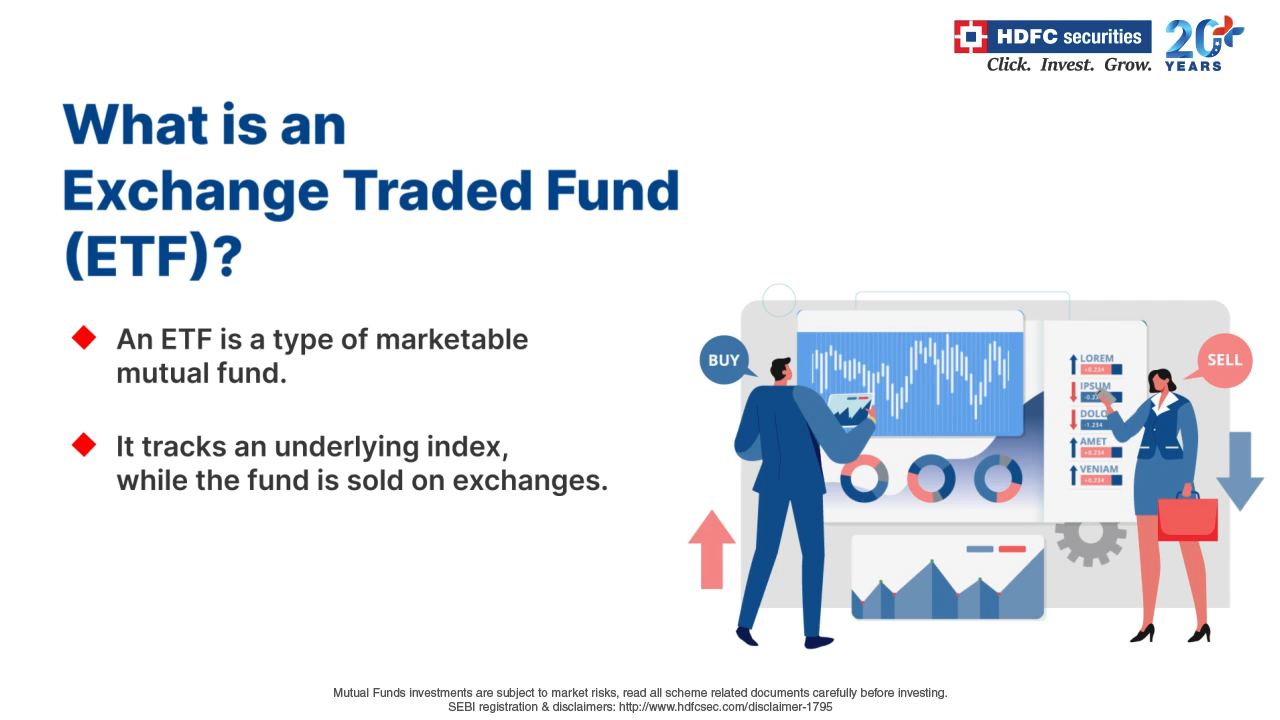 HDFC securities
Click. Invest. Grow.
20
YEARS
What is an
Exchange Traded Fund
(ETF)?
An ETF is a type of marketable
mutual fund.
It tracks an underlying index,
while the fund is sold on exchanges.
BUY
SELL
LOREM
+0.234
IPSUM
DOLO
-1.234
AMET
+0.234
VENIAM
+0.234
Mutual Funds investments are subject to market risks, read all scheme related documents carefully before investing.
SEBI registration & disclaimers: http://www.hdfcsec.com/disclaimer-1795